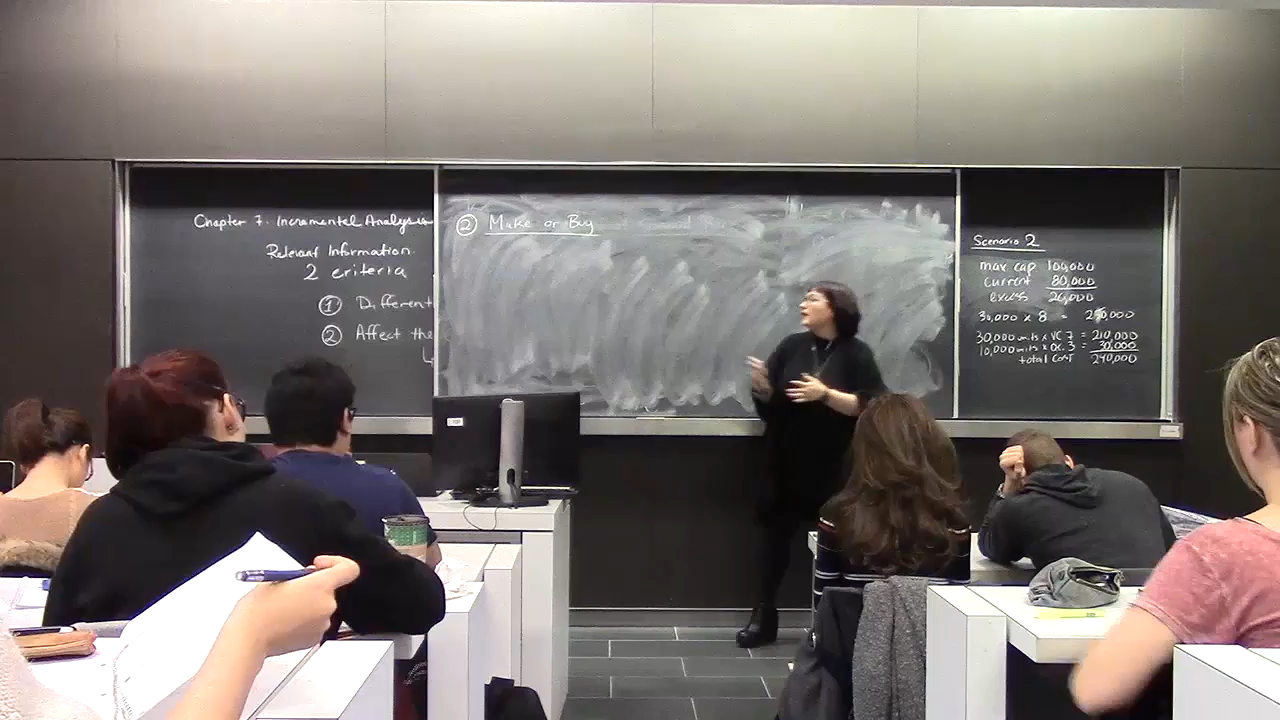 Chapter 7. Incremental Analysis
Relevant Information.
2 criteria
① Different
② Affect the
② Make or Buy
Scenario 2
max cap 100,000
current 80,000
excess 20,000
30,000 x 8 = 240,000
30,000 units x VC 7 = 210,000
10,000 units x oc. 3 = 30,000
total cost 240,000